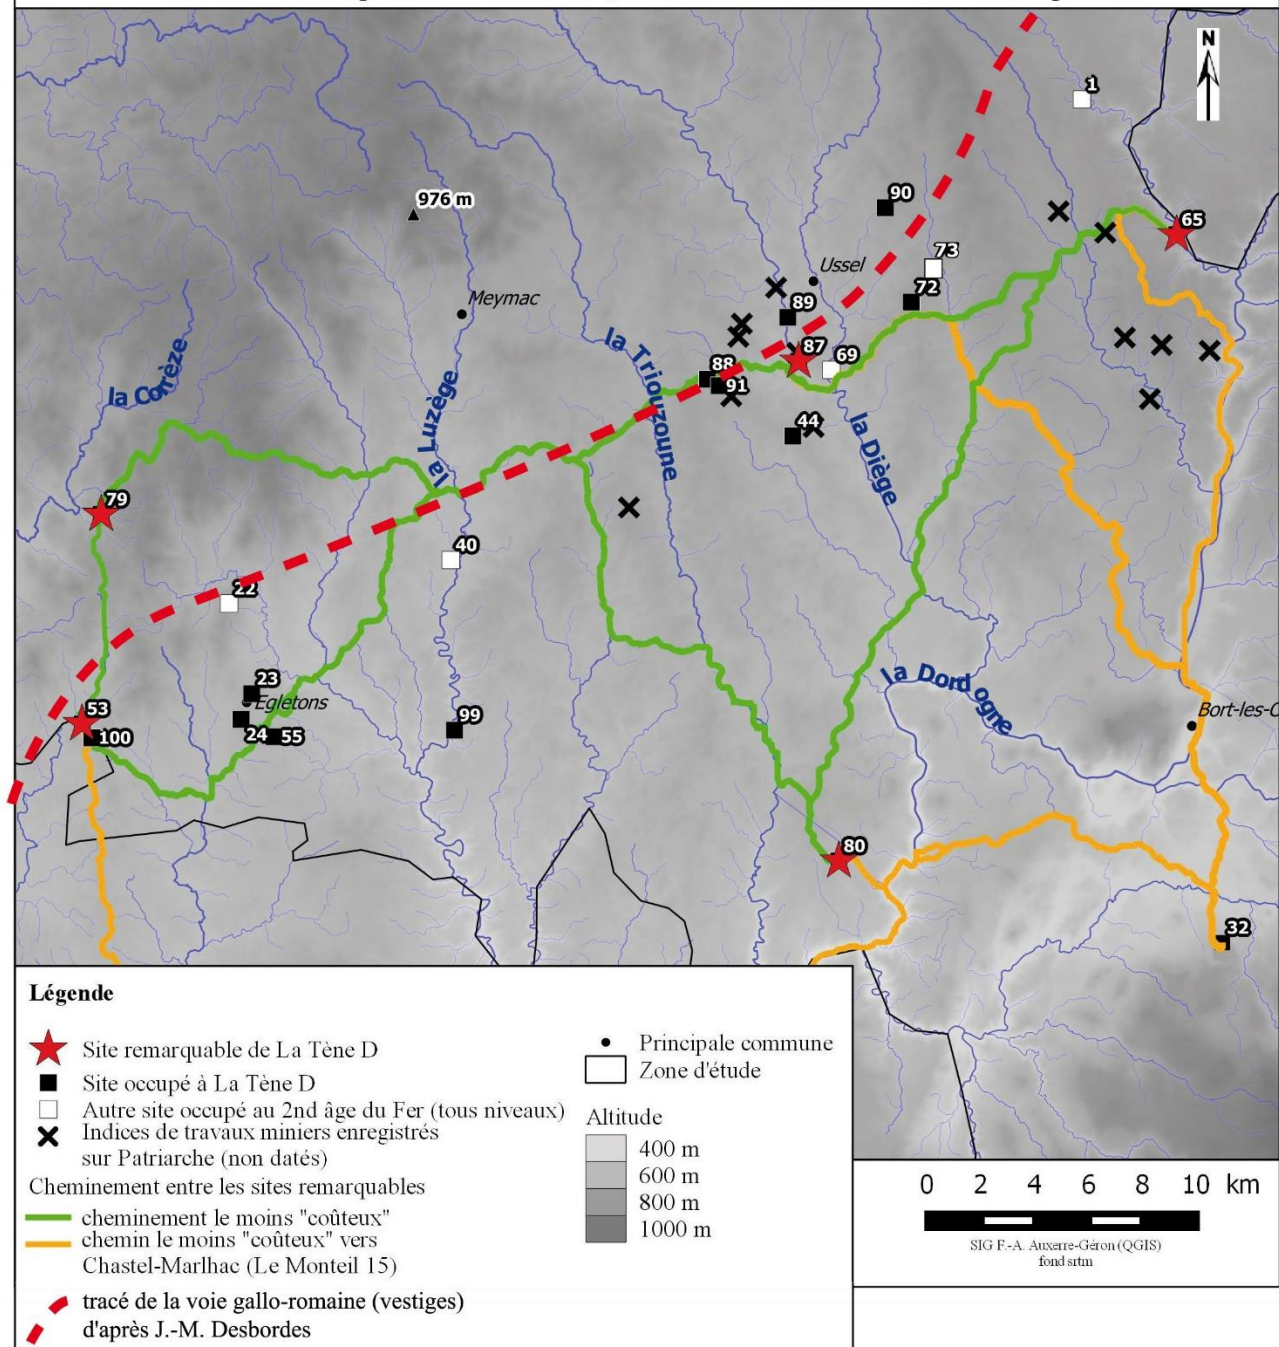 N
1
976 m
90
65
73
Ussel
72
Meymac
89
la Triouzoune
87
69
88
91
la Corrèze
la Luzège
44
la Diège
79
40
22
la Dordogne
23
Egletons
53
100
24
55
99
Bort-les-O
80
32
Légende
Site remarquable de La Tène D
Site occupé à La Tène D
Autre site occupé au 2nd âge du Fer (tous niveaux)
Indices de travaux miniers enregistrés
sur Patriarche (non datés)
Cheminement entre les sites remarquables
cheminement le moins "coûteux"
chemin le moins "coûteux" vers
Chastel-Marlhac (Le Monteil 15)
tracé de la voie gallo-romaine (vestiges)
d'après J.-M. Desbordes
Principale commune
Zone d'étude
Altitude
400 m
600 m
800 m
1000 m
0 2 4 6 8 10 km
SIG F.-A. Auxerre-Géron (QGIS)
fond srtm